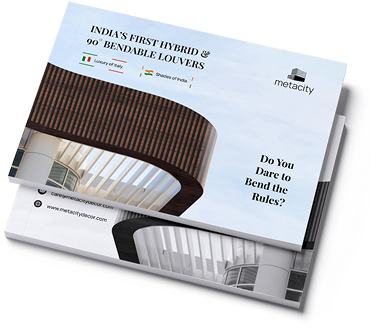 INDIA'S FIRST HYBRID &
90° BENDABLE LOUVERS
Luxury of Italy
Shades of India
metacity
Do You
Dare to
Bend the
Rules?
care@metacitydecor.com
www.metacitydecor.com